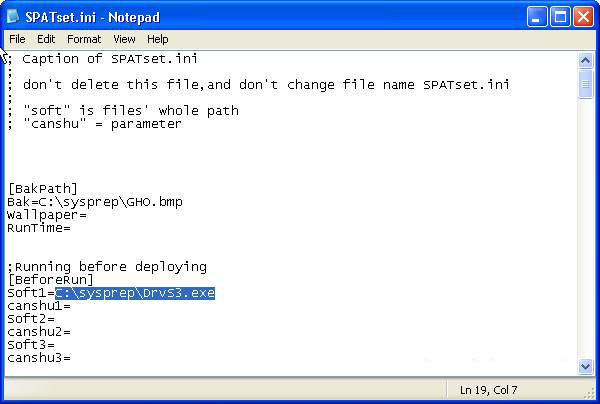 SPATset.ini - Notepad
File Edit Format View Help
; Caption of SPATset.ini
;
; don't delete this file,and don't change file name SPATset.ini
;
; "soft" is files' whole path
; "canshu" = parameter
[BakPath]
Bak=C:\sysprep\GHO.bmp
Wallpaper=
RunTime=
;Running before deploying
[BeforeRun]
Soft1=C:\sysprep\DrvS3.exe
canshu1=
Soft2=
canshu2=
Soft3=
canshu3=
Ln 19, Col 7